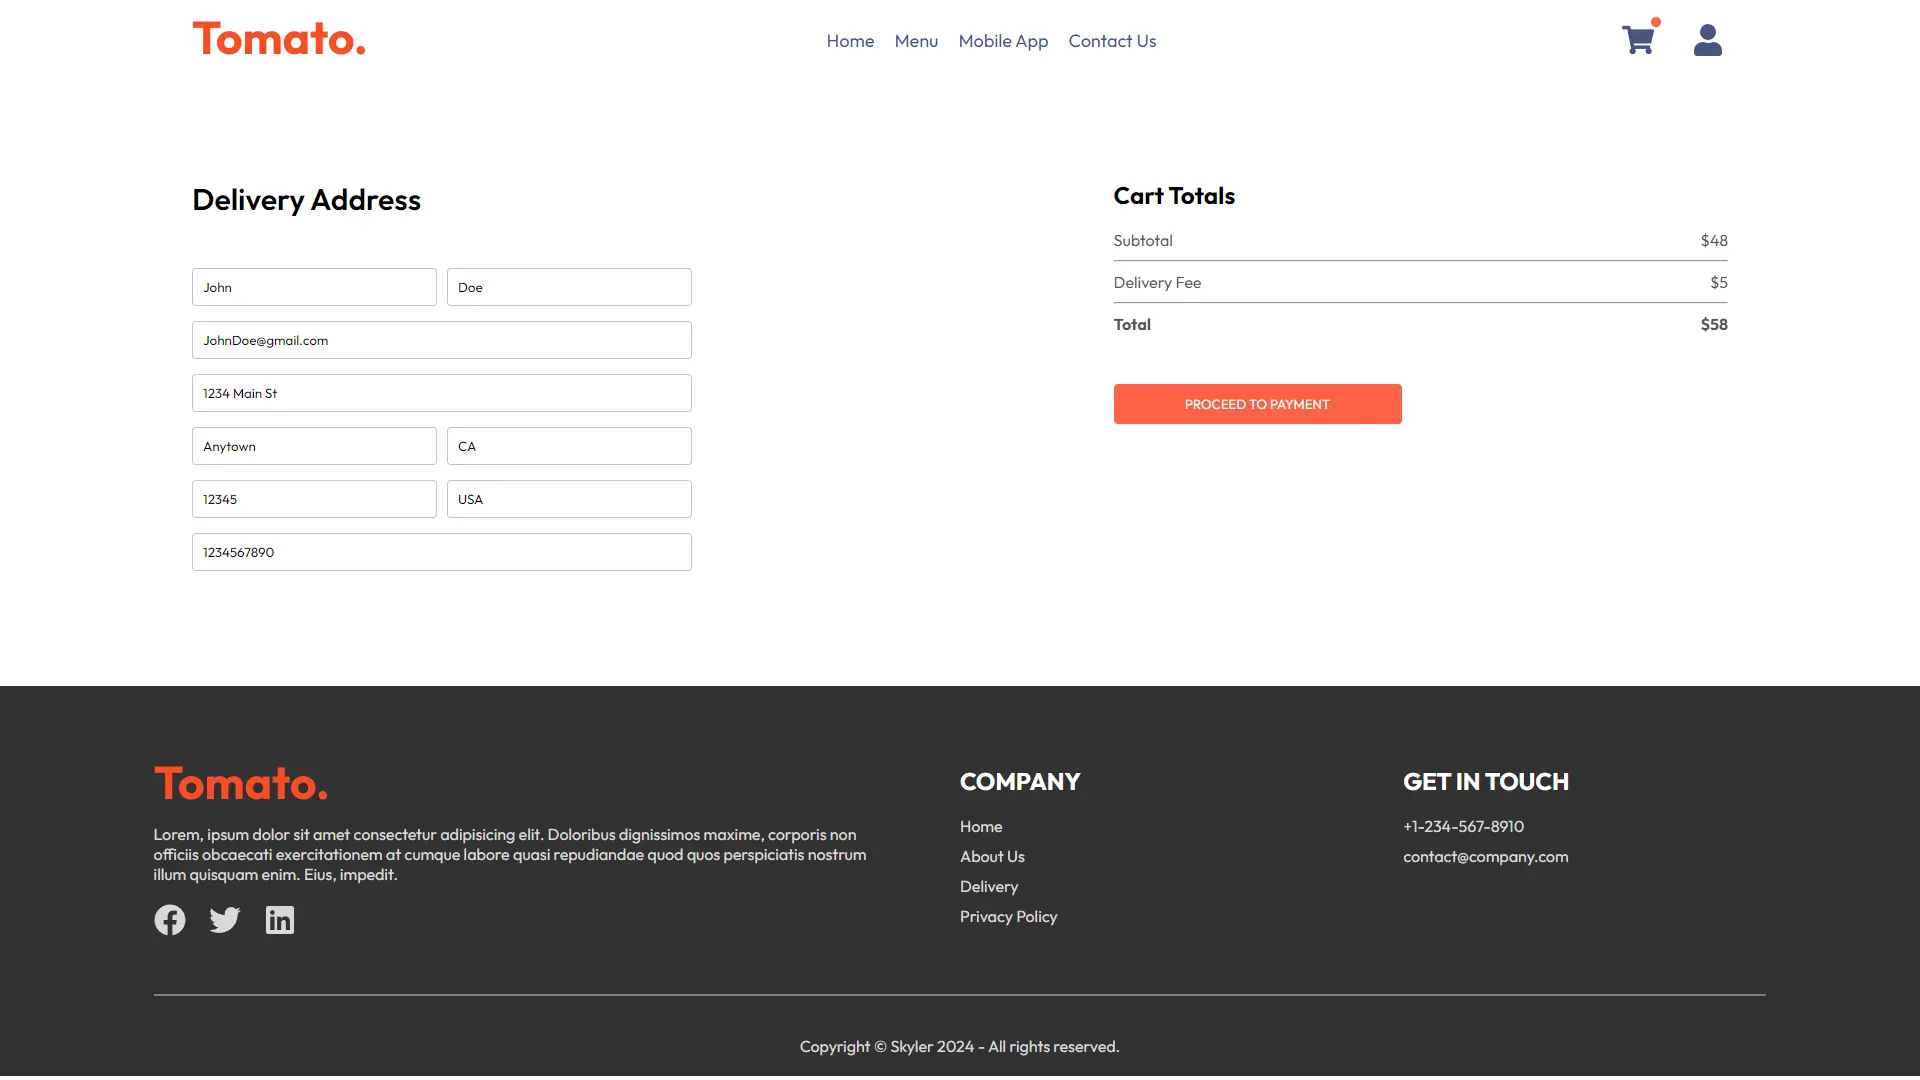 Tomato.
Home Menu Mobile App Contact Us
Delivery Address
John Doe
JohnDoe@gmail.com
1234 Main St
Anytown CA
12345 USA
1234567890
Cart Totals
Subtotal $48
Delivery Fee $5
Total $58
PROCEED TO PAYMENT
Tomato.
Lorem, ipsum dolor sit amet consectetur adipisicing elit. Doloribus dignissimos maxime, corporis non
officiis obcaecati exercitationem at cumque labore quasi repudiandae quod quos perspiciatis nostrum
illum quisquam enim. Eius, impedit.
COMPANY
Home
About Us
Delivery
Privacy Policy
GET IN TOUCH
+1-234-567-8910
contact@company.com
Copyright © Skyler 2024 - All rights reserved.